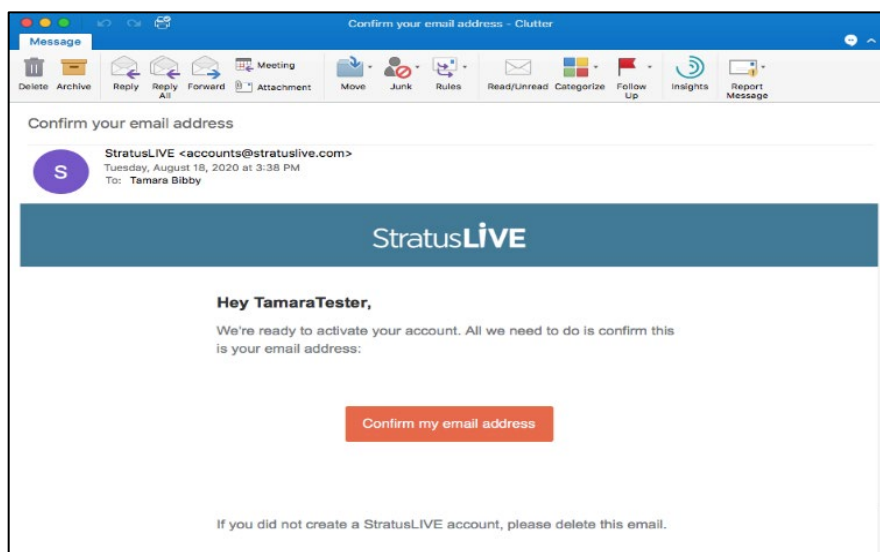 Confirm your email address - Clutter
Message
Delete
Archive
Reply
Reply All
Forward
Meeting
Attachment
Move
Junk
Rules
Read/Unread
Categorize
Follow Up
Insights
Report Message
Confirm your email address
S
StratusLIVE <accounts@stratuslive.com>
Tuesday, August 18, 2020 at 3:38 PM
To: Tamara Bibby
StratusLIVE
Hey TamaraTester,
We're ready to activate your account. All we need to do is confirm this
is your email address:
Confirm my email address
If you did not create a StratusLIVE account, please delete this email.